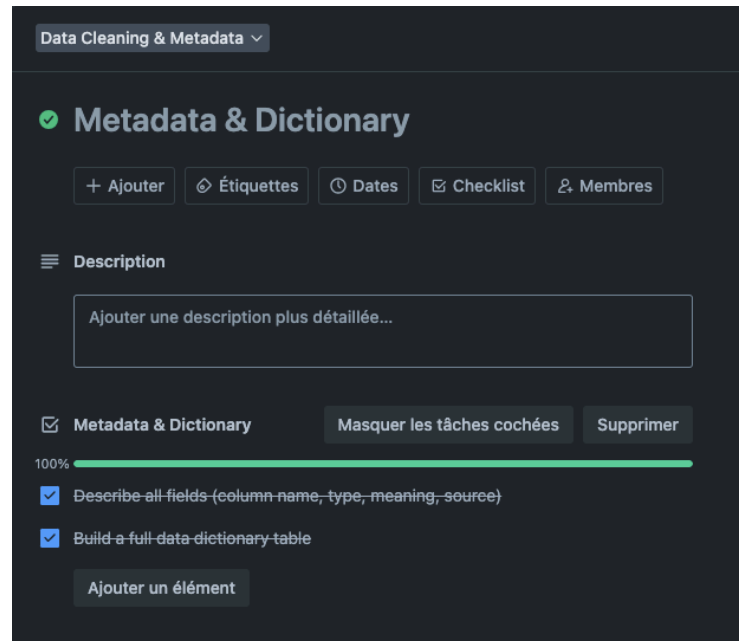 Data Cleaning & Metadata
Metadata & Dictionary
+ Ajouter Étiquettes Dates Checklist Membres
Description
Ajouter une description plus détaillée...
Metadata & Dictionary Masquer les tâches cochées Supprimer
100%
Describe all fields (column name, type, meaning, source)
Build a full data dictionary table
Ajouter un élément